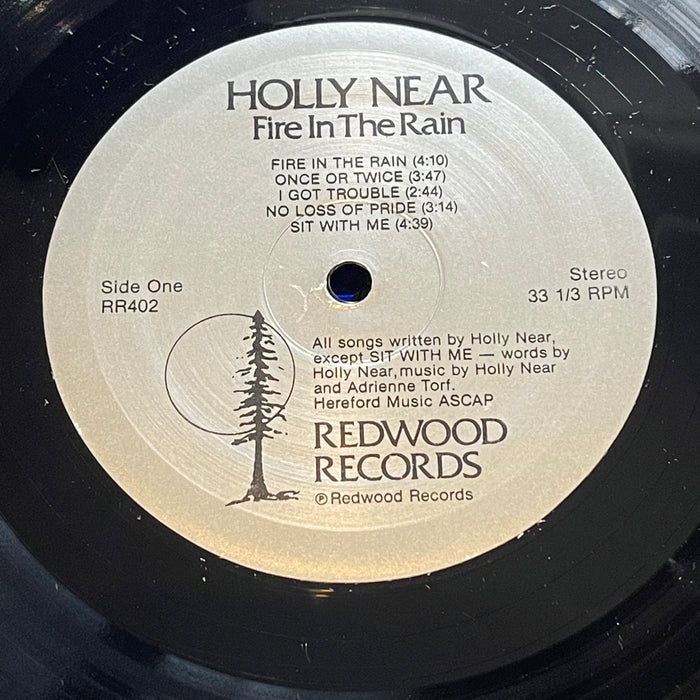 HOLLY NEAR
Fire In The Rain
FIRE IN THE RAIN (4:10)
ONCE OR TWICE (3:47)
I GOT TROUBLE (2:44)
NO LOSS OF PRIDE (3:14)
SIT WITH ME (4:39)
Side One
RR402
Stereo
33 1/3 RPM
All songs written by Holly Near,
except SIT WITH ME — words by
Holly Near, music by Holly Near
and Adrienne Torf.
Hereford Music ASCAP
REDWOOD
RECORDS
℗ Redwood Records